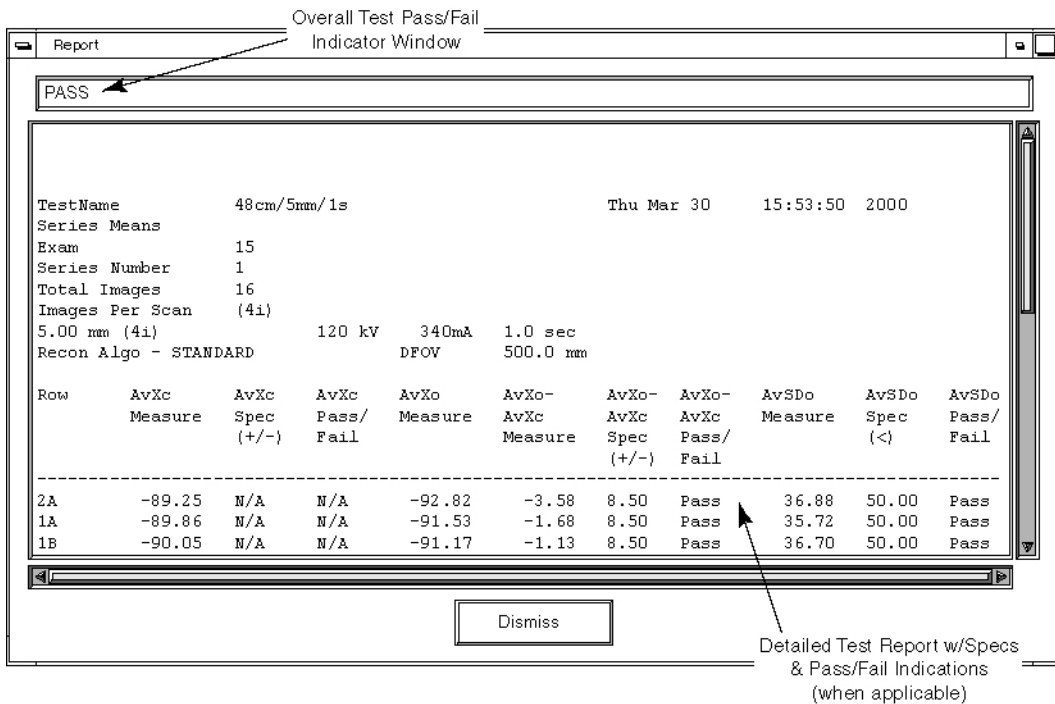 Overall Test Pass/Fail
Indicator Window
Report
PASS
TestName 48cm/5mm/1s Thu Mar 30 15:53:50 2000
Series Means
Exam 15
Series Number 1
Total Images 16
Images Per Scan (4i)
5.00 mm (4i) 120 kV 340mA 1.0 sec
Recon Algo - STANDARD DFOV 500.0 mm
Row AvXc AvXc AvXc AvXo AvXo- AvXo- AvXo- AvSDo AvSDo AvSDo
Measure Spec Pass/ Measure AvXc AvXc AvXc Measure Spec Pass/
(+/-) Fail Measure Spec Pass/ (<) Fail
(+/-) Fail
2A -89.25 N/A N/A -92.82 -3.58 8.50 Pass 36.88 50.00 Pass
1A -89.86 N/A N/A -91.53 -1.68 8.50 Pass 35.72 50.00 Pass
1B -90.05 N/A N/A -91.17 -1.13 8.50 Pass 36.70 50.00 Pass
Dismiss
Detailed Test Report w/Specs
& Pass/Fail Indications
(when applicable)